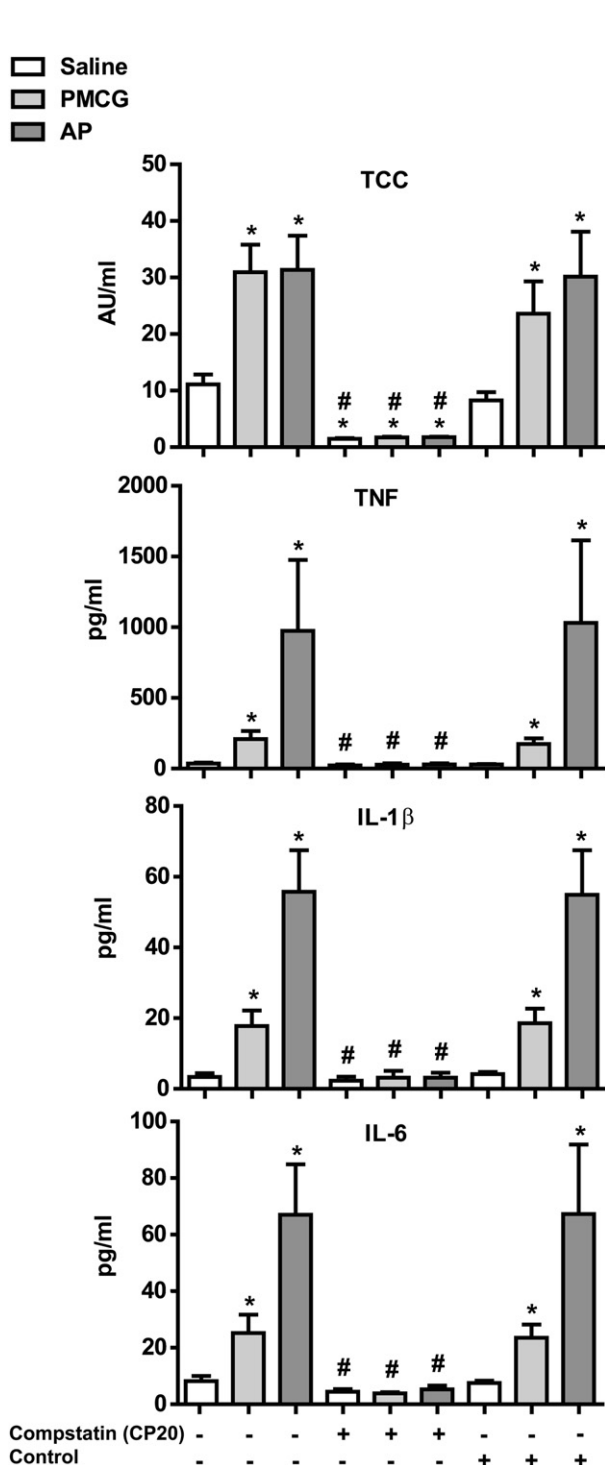 Saline
PMCG
AP
TCC
50
40
30
20
10
0
AU/ml
* * # * # * # * * *
TNF
2000
1500
1000
500
0
pg/ml
* * # # # * *
IL-1β
80
60
40
20
0
pg/ml
* * # # # * *
IL-6
100
80
60
40
20
0
pg/ml
* * # # # * *
Compstatin (CP20) - - - + + + - - -
Control - - - - - - + + +